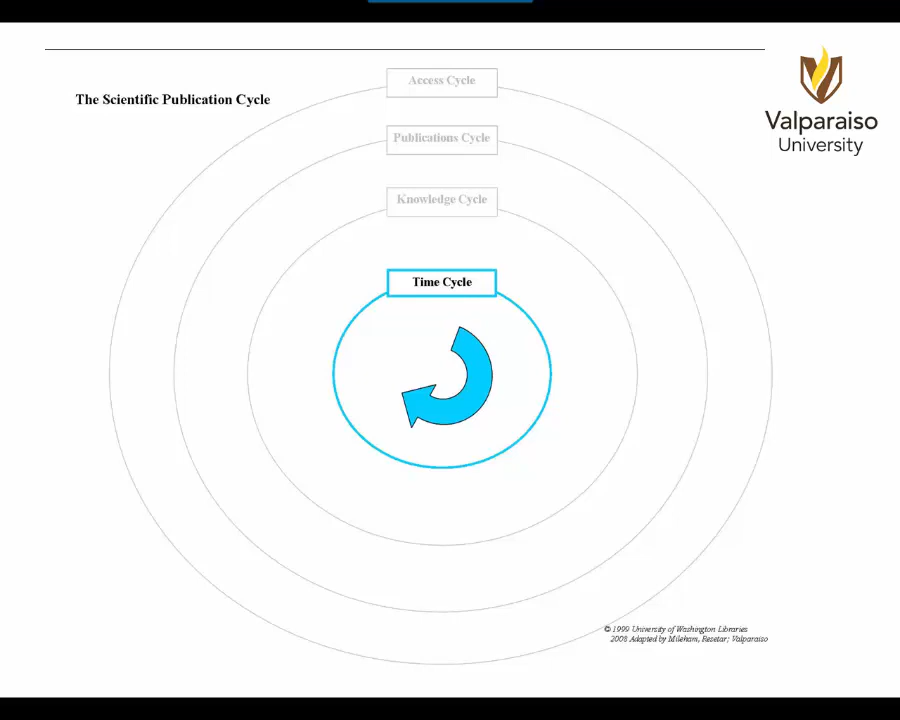 The Scientific Publication Cycle
Access Cycle
Publications Cycle
Knowledge Cycle
Time Cycle
Valparaiso
University
© 1999 University of Washington Libraries
2008 Adapted by Mileham, Resetar; Valparaiso